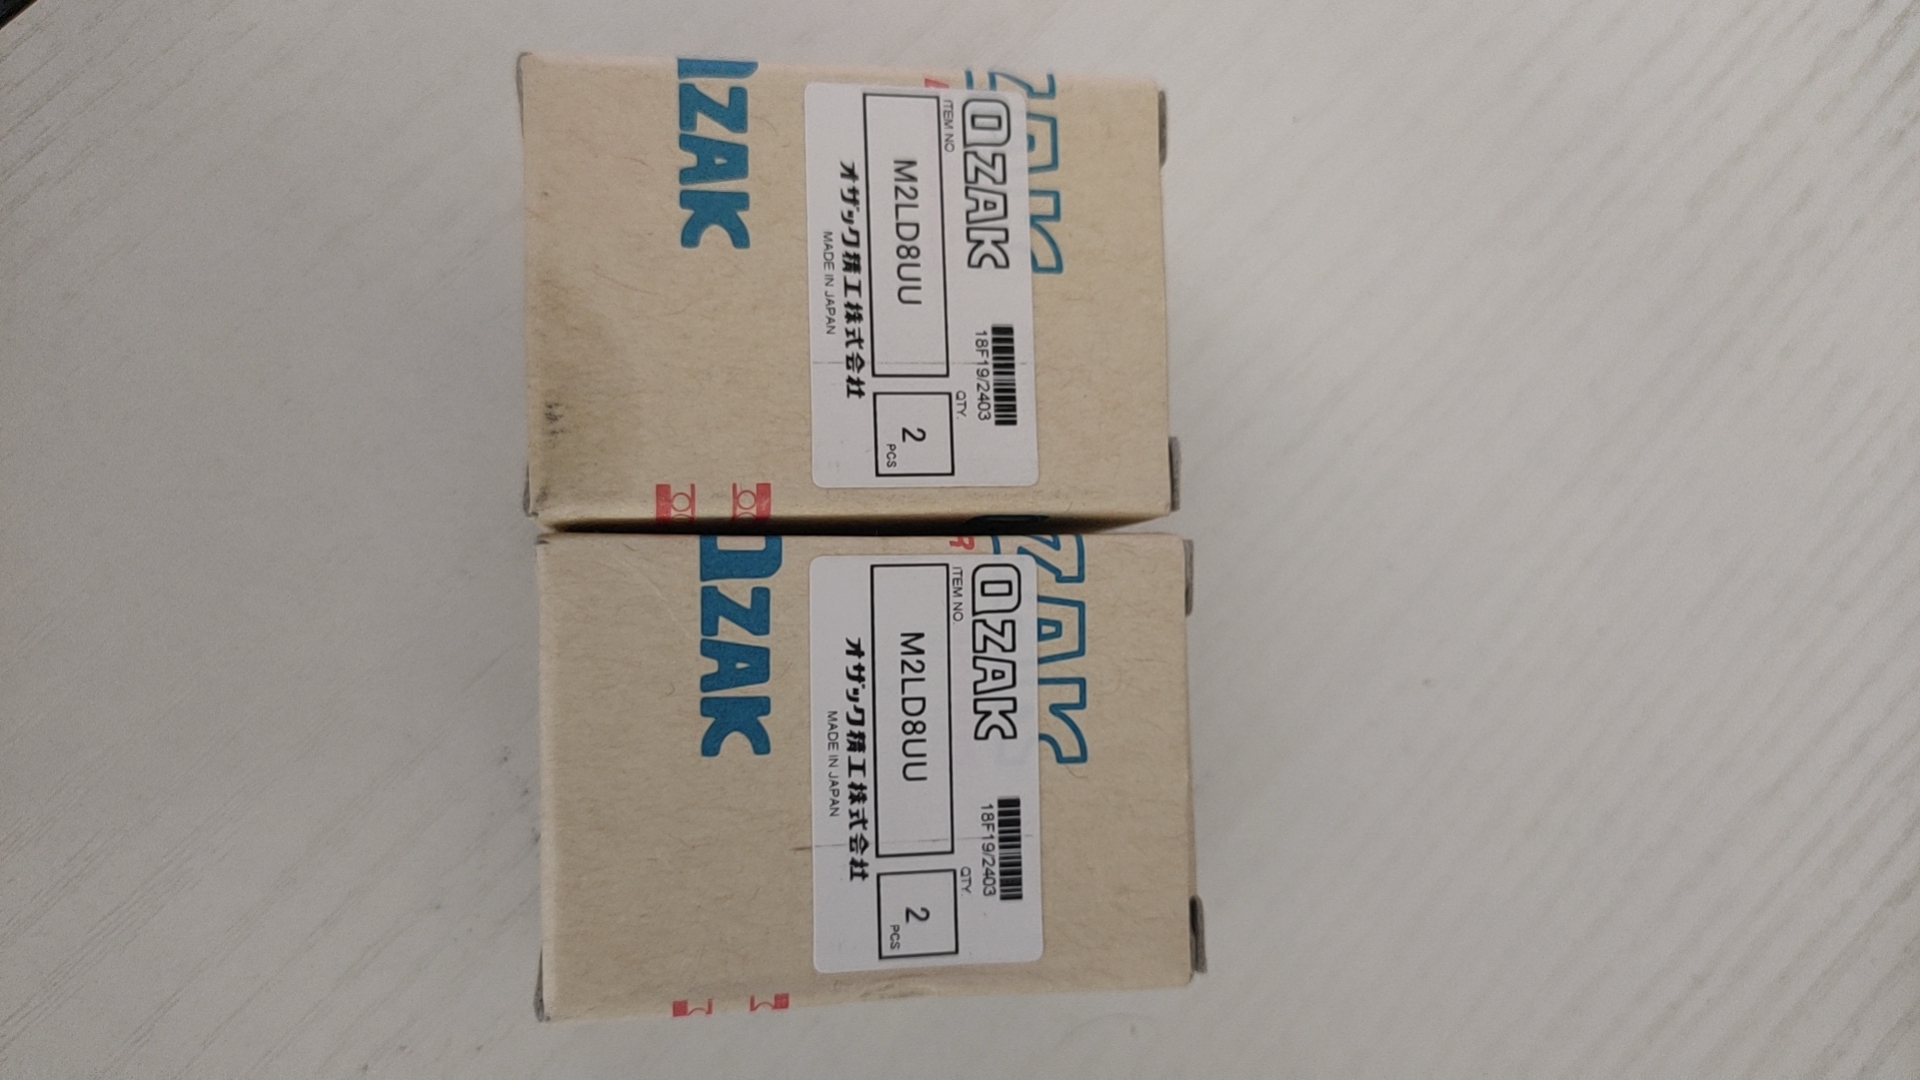 OZAK
ZAK
OZAK
18F19/2403
ITEM NO
QTY.
M2LD8UU
2
PCS
オザック精工株式会社
MADE IN JAPAN
OZAK
ZAK
OZAK
18F19/2403
ITEM NO.
QTY.
M2LD8UU
2
PCS
オザック精工株式会社
MADE IN JAPAN